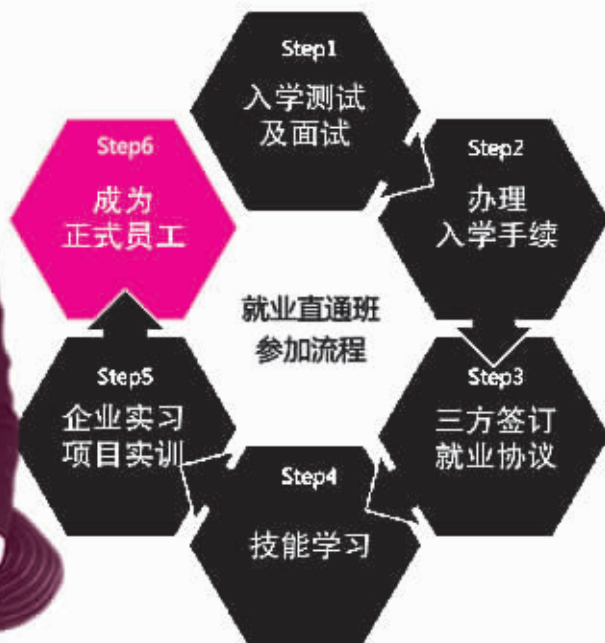 Step1
入学测试
及面试
Step2
办理
入学手续
Step3
三方签订
就业协议
Step4
技能学习
Step5
企业实习
项目实训
Step6
成为
正式员工
就业直通班
参加流程